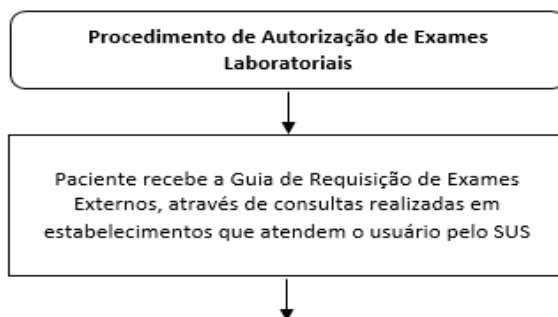 Procedimento de Autorização de Exames
Laboratoriais
Paciente recebe a Guia de Requisição de Exames
Externos, através de consultas realizadas em
estabelecimentos que atendem o usuário pelo SUS